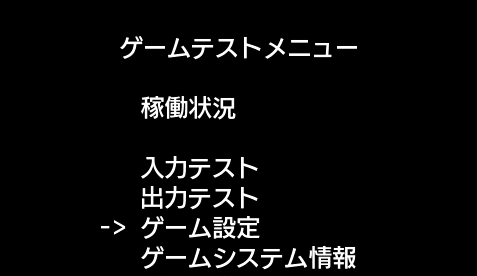 ゲームテストメニュー
稼働状況
入力テスト
出力テスト
-> ゲーム設定
ゲームシステム情報